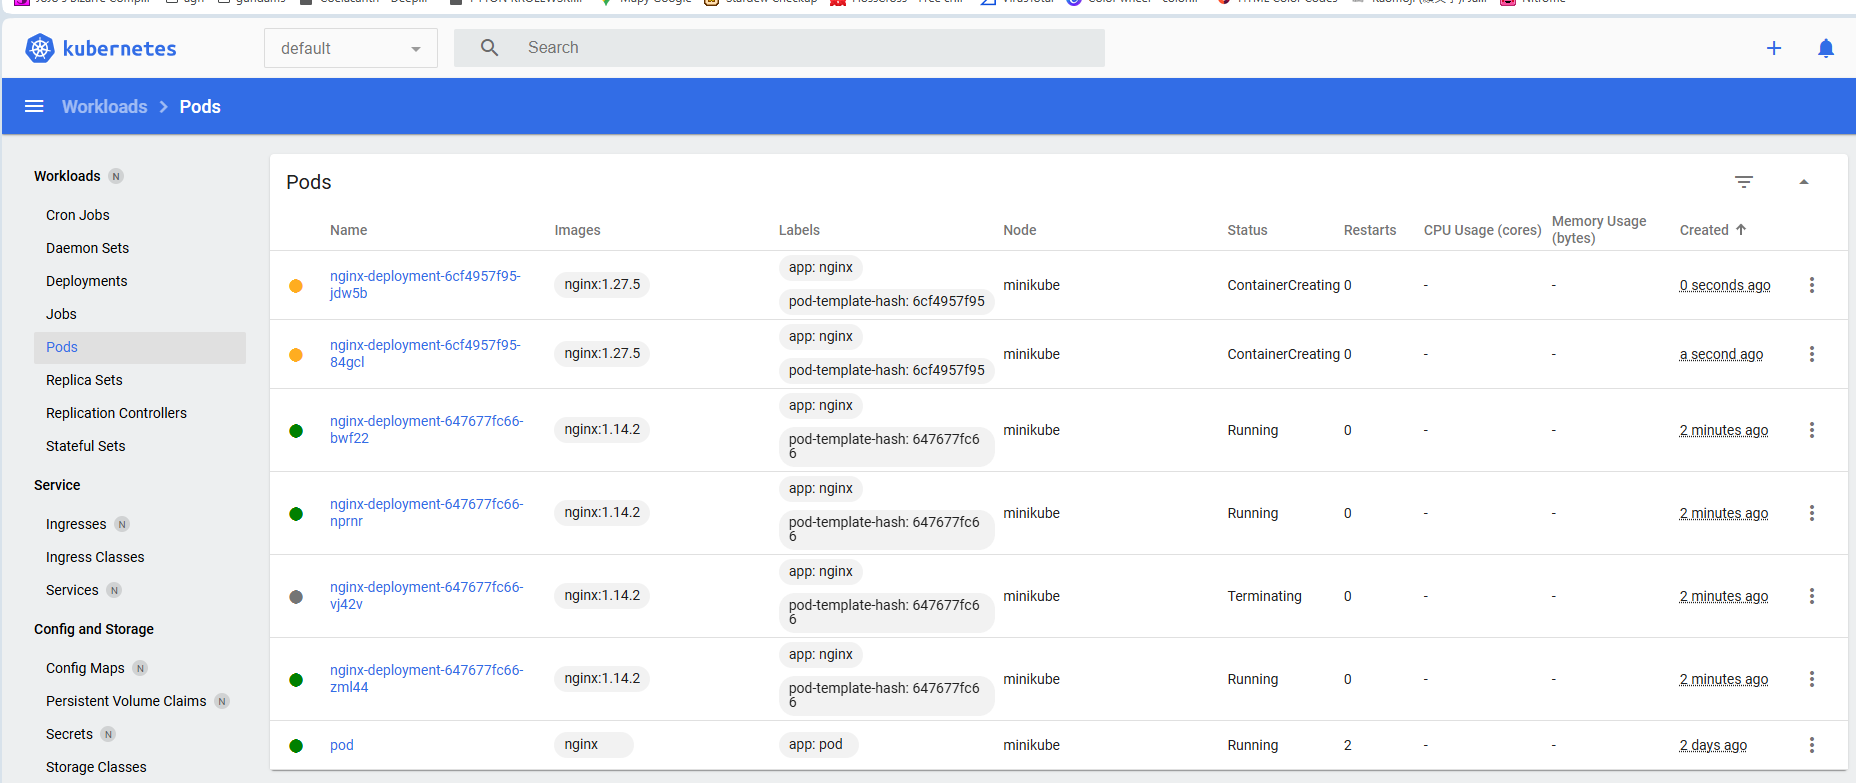 kubernetes
default
Search
Workloads
Pods
Workloads N
Cron Jobs
Daemon Sets
Deployments
Jobs
Pods
Replica Sets
Replication Controllers
Stateful Sets
Service
Ingresses N
Ingress Classes
Services N
Config and Storage
Config Maps N
Persistent Volume Claims N
Secrets N
Storage Classes
Pods
Name Images Labels Node Status Restarts CPU Usage (cores) Memory Usage (bytes) Created
nginx-deployment-6cf4957f95-
jdw5b
nginx:1.27.5
app: nginx
pod-template-hash: 6cf4957f95
minikube
ContainerCreating
0
-
-
0 seconds ago
nginx-deployment-6cf4957f95-
84gcl
nginx:1.27.5
app: nginx
pod-template-hash: 6cf4957f95
minikube
ContainerCreating
0
-
-
a second ago
nginx-deployment-647677fc66-
bwf22
nginx:1.14.2
app: nginx
pod-template-hash: 647677fc6
6
minikube
Running
0
-
-
2 minutes ago
nginx-deployment-647677fc66-
nprnr
nginx:1.14.2
app: nginx
pod-template-hash: 647677fc6
6
minikube
Running
0
-
-
2 minutes ago
nginx-deployment-647677fc66-
vj42v
nginx:1.14.2
app: nginx
pod-template-hash: 647677fc6
6
minikube
Terminating
0
-
-
2 minutes ago
nginx-deployment-647677fc66-
zml44
nginx:1.14.2
app: nginx
pod-template-hash: 647677fc6
6
minikube
Running
0
-
-
2 minutes ago
pod
nginx
app: pod
minikube
Running
2
-
-
2 days ago